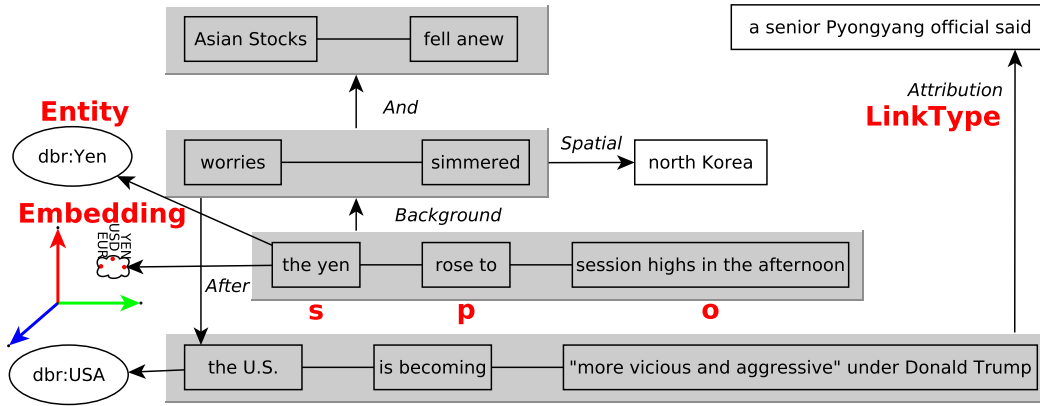 Asian Stocks fell anew
a senior Pyongyang official said
And
Attribution
Entity
LinkType
dbr:Yen
worries simmered
Spatial
north Korea
Embedding
Background
YEN
USD
EUR
the yen rose to session highs in the afternoon
After
s p o
dbr:USA
the U.S. is becoming "more vicious and aggressive" under Donald Trump